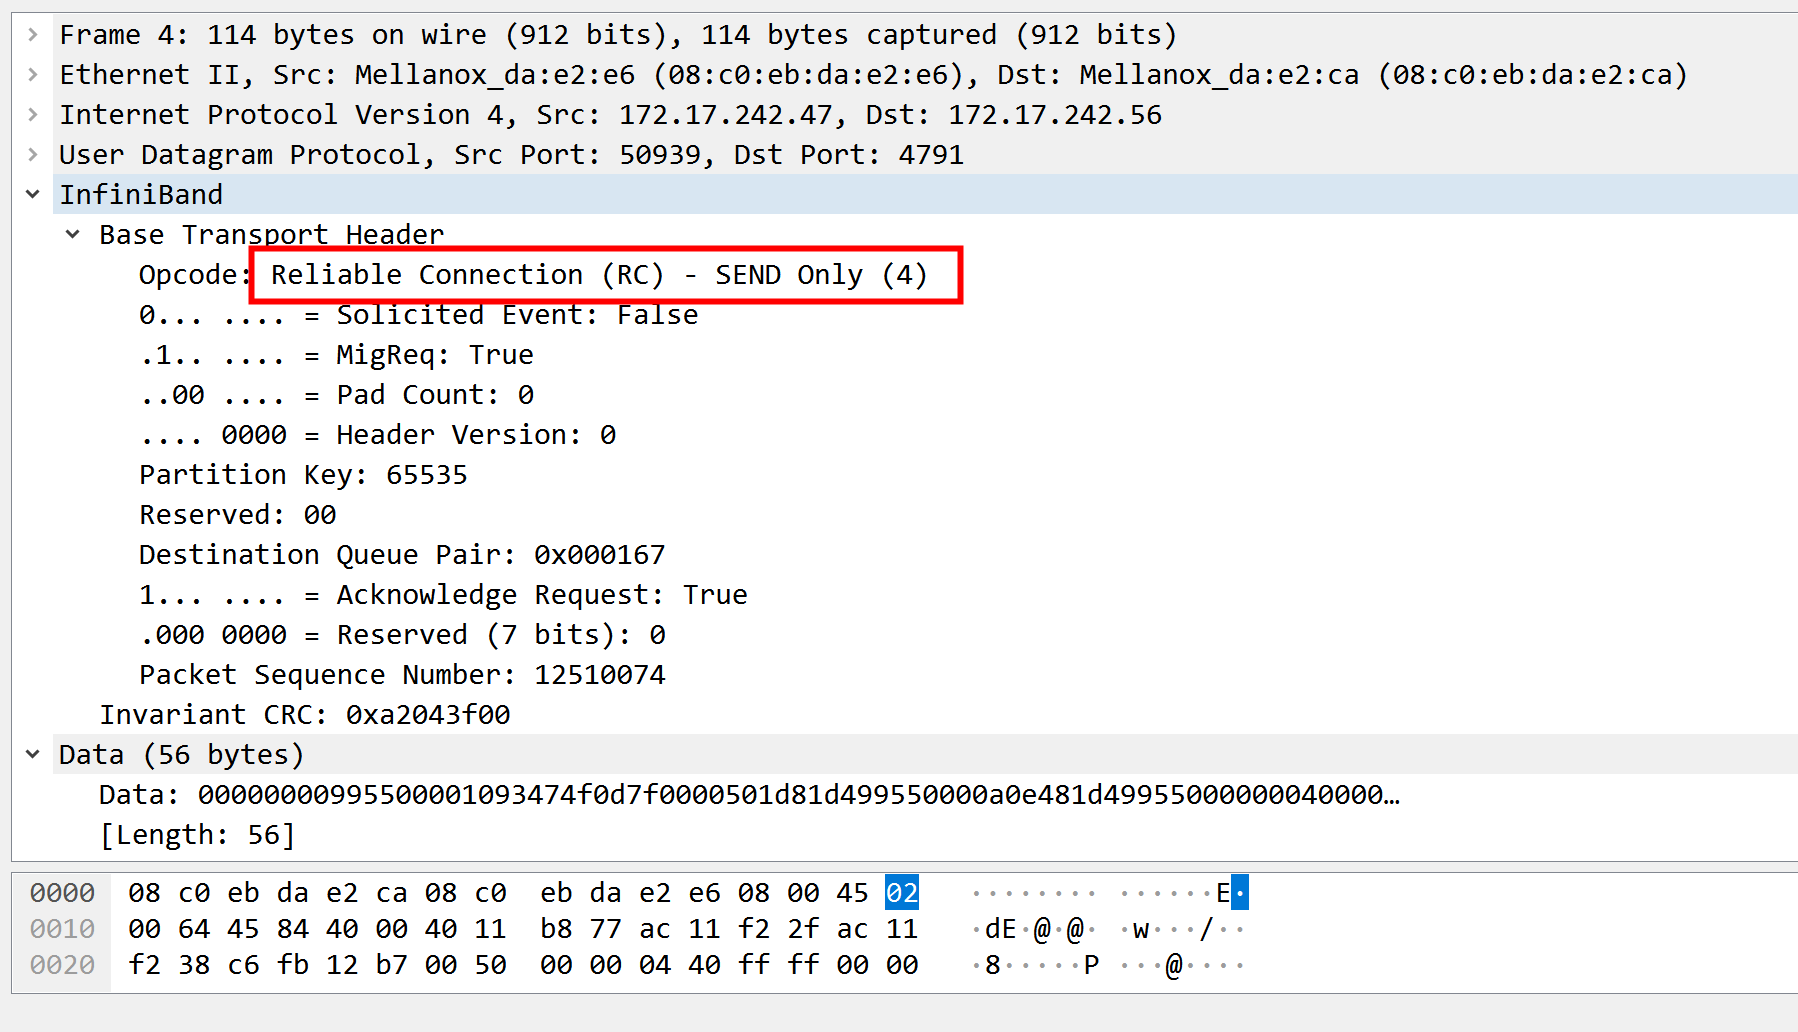 Frame 4: 114 bytes on wire (912 bits), 114 bytes captured (912 bits)
Ethernet II, Src: Mellanox_da:e2:e6 (08:c0:eb:da:e2:e6), Dst: Mellanox_da:e2:ca (08:c0:eb:da:e2:ca)
Internet Protocol Version 4, Src: 172.17.242.47, Dst: 172.17.242.56
User Datagram Protocol, Src Port: 50939, Dst Port: 4791
InfiniBand
Base Transport Header
Opcode: Reliable Connection (RC) - SEND Only (4)
0... .... = Solicited Event: False
.1.. .... = MigReq: True
..00 .... = Pad Count: 0
.... 0000 = Header Version: 0
Partition Key: 65535
Reserved: 00
Destination Queue Pair: 0x000167
1... .... = Acknowledge Request: True
.000 0000 = Reserved (7 bits): 0
Packet Sequence Number: 12510074
Invariant CRC: 0xa2043f00
Data (56 bytes)
Data: 00000000995500001093474f0d7f0000501d81d499550000a0e481d49955000000040000…
[Length: 56]
0000 08 c0 eb da e2 ca 08 c0 eb da e2 e6 08 00 45 02 ········ ······E·
0010 00 64 45 84 40 00 40 11 b8 77 ac 11 f2 2f ac 11 ·dE·@·@· ·w···/··
0020 f2 38 c6 fb 12 b7 00 50 00 00 04 40 ff ff 00 00 ·8·····P ···@····